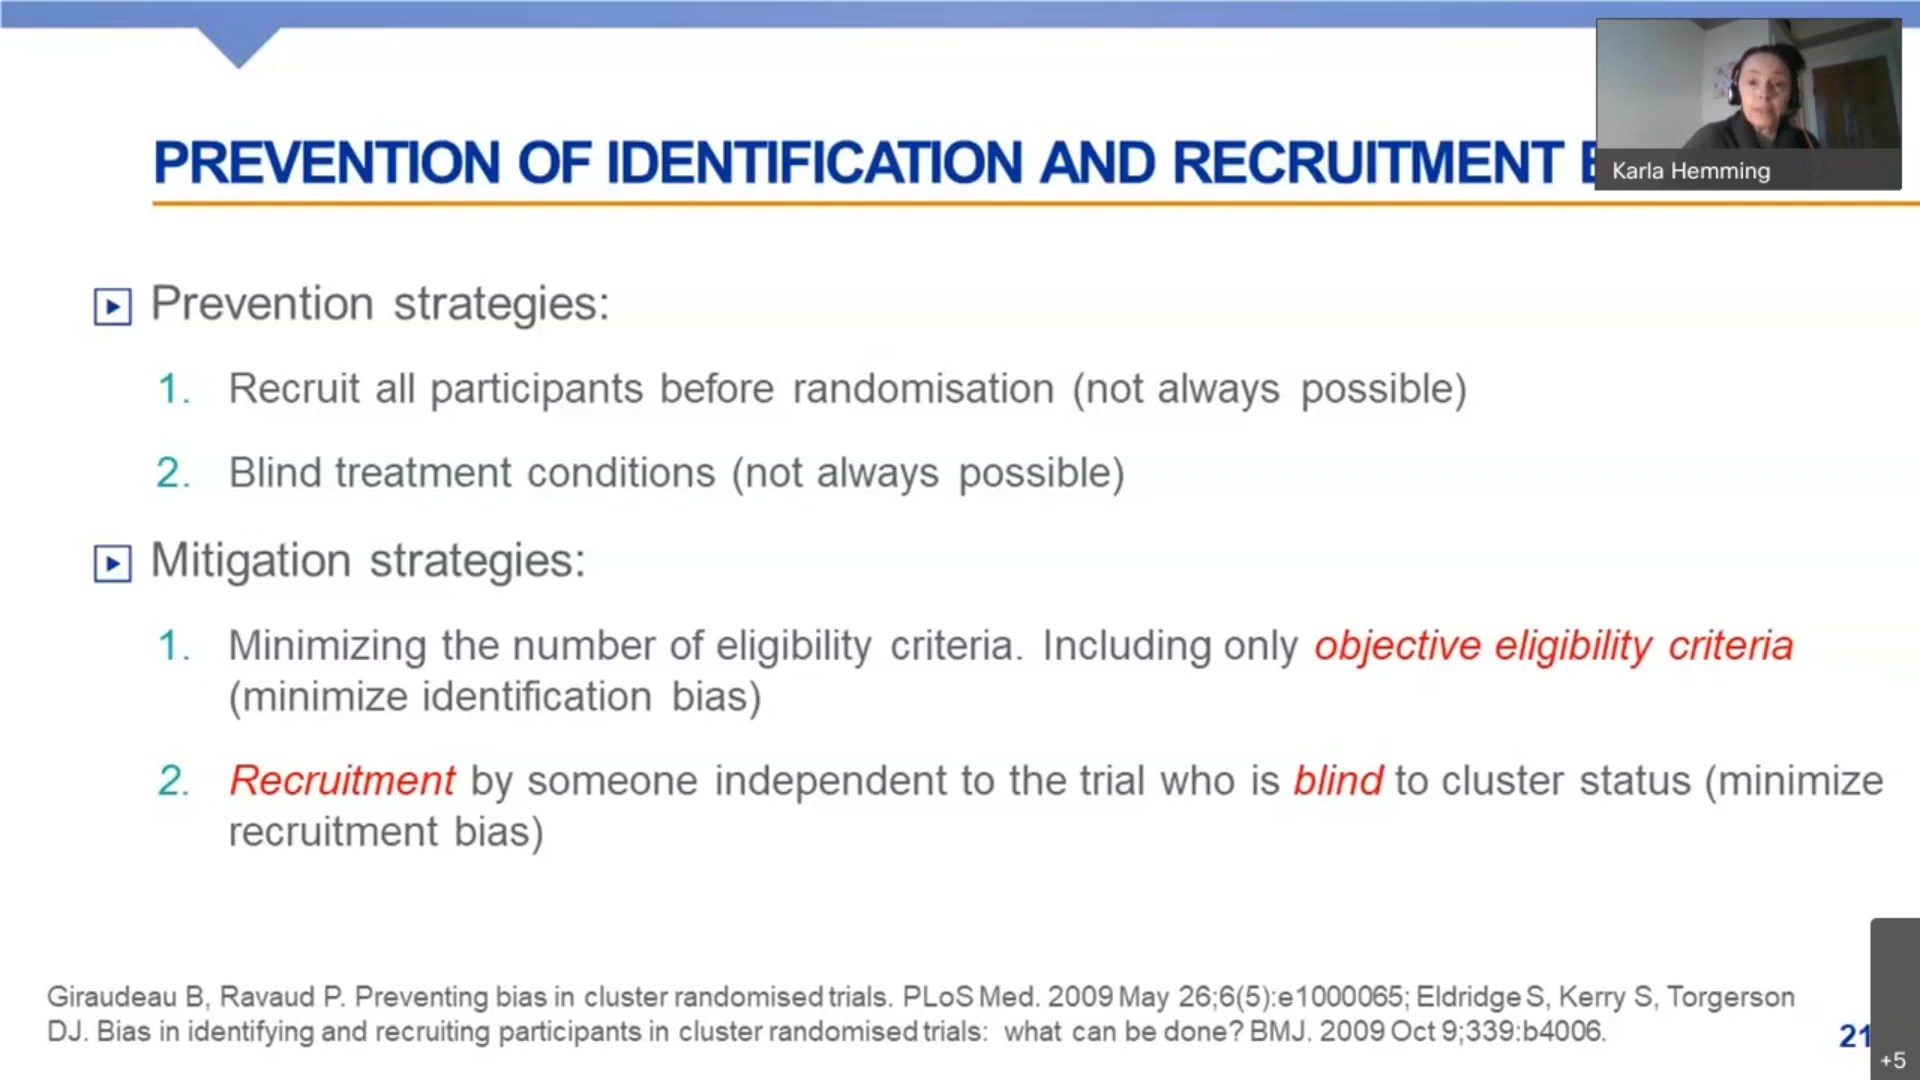 Karla Hemming
PREVENTION OF IDENTIFICATION AND RECRUITMENT
Prevention strategies:
1. Recruit all participants before randomisation (not always possible)
2. Blind treatment conditions (not always possible)
Mitigation strategies:
1. Minimizing the number of eligibility criteria. Including only objective eligibility criteria
(minimize identification bias)
2. Recruitment by someone independent to the trial who is blind to cluster status (minimize
recruitment bias)
Giraudeau B, Ravaud P. Preventing bias in cluster randomised trials. PLoS Med. 2009 May 26;6(5):e1000065; Eldridge S, Kerry S, Torgerson
DJ. Bias in identifying and recruiting participants in cluster randomised trials: what can be done? BMJ. 2009 Oct 9;339:b4006.
21
+5